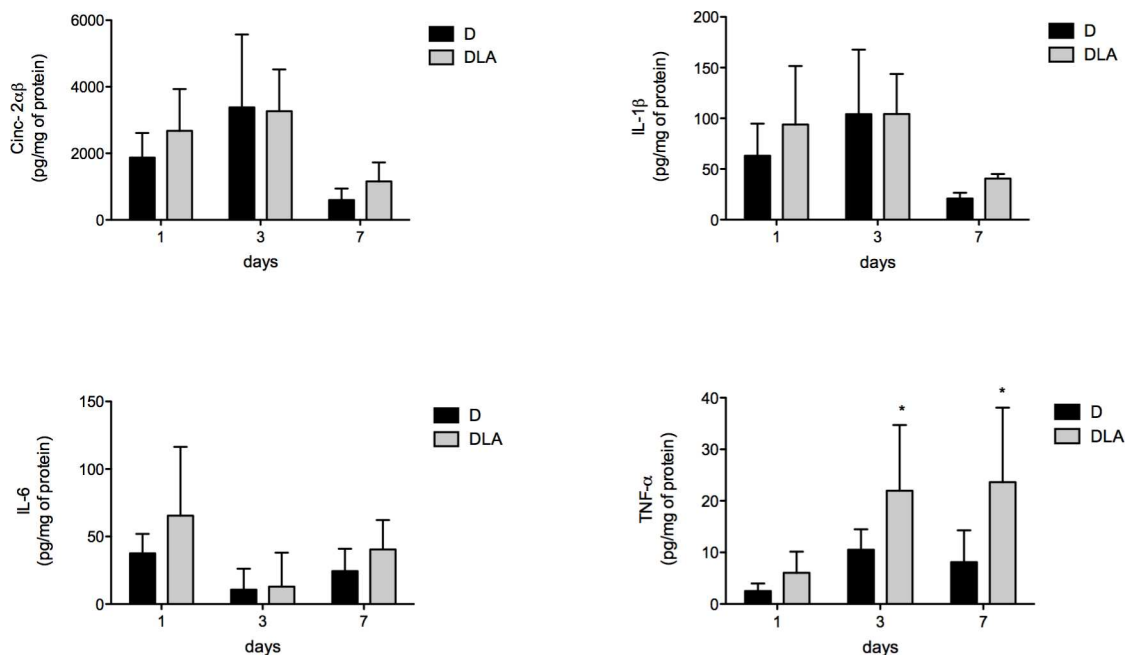 Cinc- 2αβ
(pg/mg of protein)
6000
4000
2000
0
1
3
7
days
D
DLA
IL-1β
(pg/mg of protein)
200
150
100
50
0
1
3
7
days
D
DLA
IL-6
(pg/mg of protein)
150
100
50
0
1
3
7
days
D
DLA
TNF-α
(pg/mg of protein)
40
30
20
10
0
*
*
1
3
7
days
D
DLA